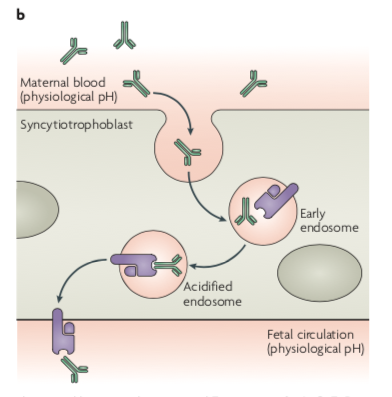 b
Maternal blood
(physiological pH)
Syncytiotrophoblast
Early
endosome
Acidified
endosome
Fetal circulation
(physiological pH)